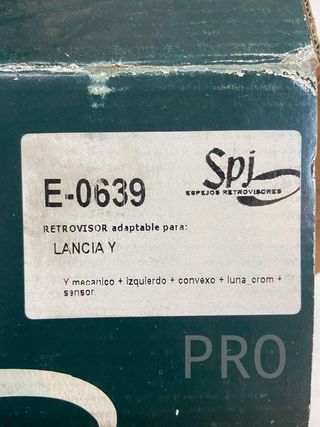 Spj
ESPEJOS RETROVISORES
E-0639
RETROVISOR adaptable para:
LANCIA Y
Y mecanico + izquierdo + convexo + luna_crom +
sensor
PRO